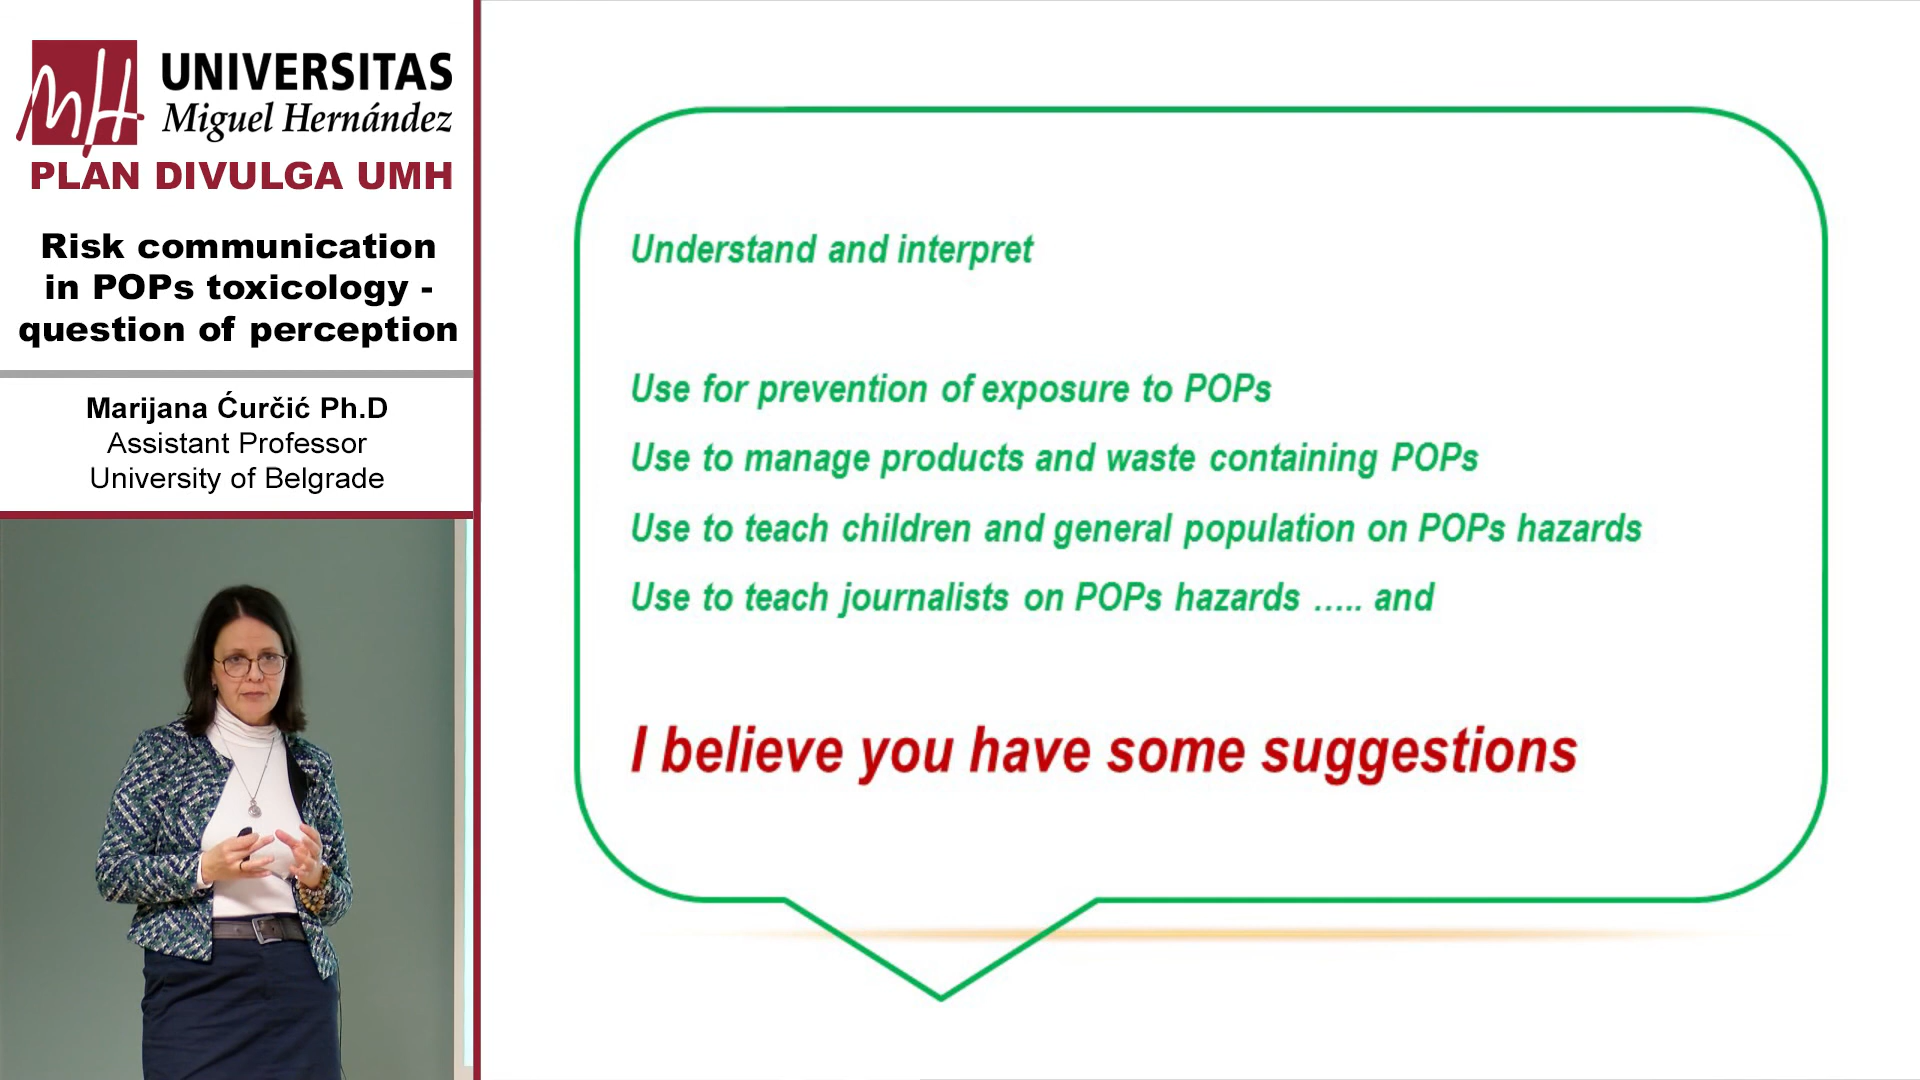 UNIVERSITAS
Miguel Hernández
PLAN DIVULGA UMH
Risk communication
in POPs toxicology -
question of perception
Marijana Ćurčić Ph.D
Assistant Professor
University of Belgrade
Understand and interpret
Use for prevention of exposure to POPs
Use to manage products and waste containing POPs
Use to teach children and general population on POPs hazards
Use to teach journalists on POPs hazards ..... and
I believe you have some suggestions